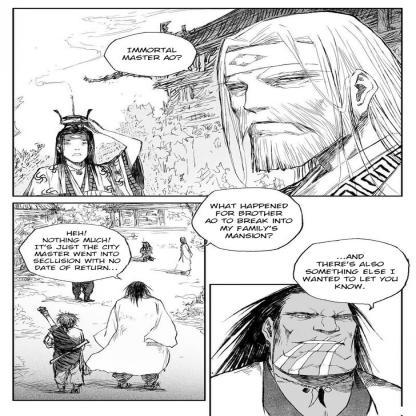 IMMORTAL
MASTER AO?
WHAT HAPPENED
FOR BROTHER
AO TO BREAK INTO
MY FAMILY'S
MANSION?
HEH!
NOTHING MUCH!
IT'S JUST THE CITY
MASTER WENT INTO
SECLUSION WITH NO
DATE OF RETURN...
...AND
THERE'S ALSO
SOMETHING ELSE I
WANTED TO LET YOU
KNOW.